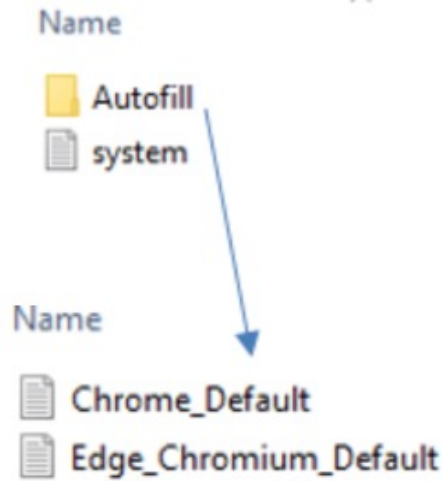 Name
Autofill
system
Name
Chrome_Default
Edge_Chromium_Default